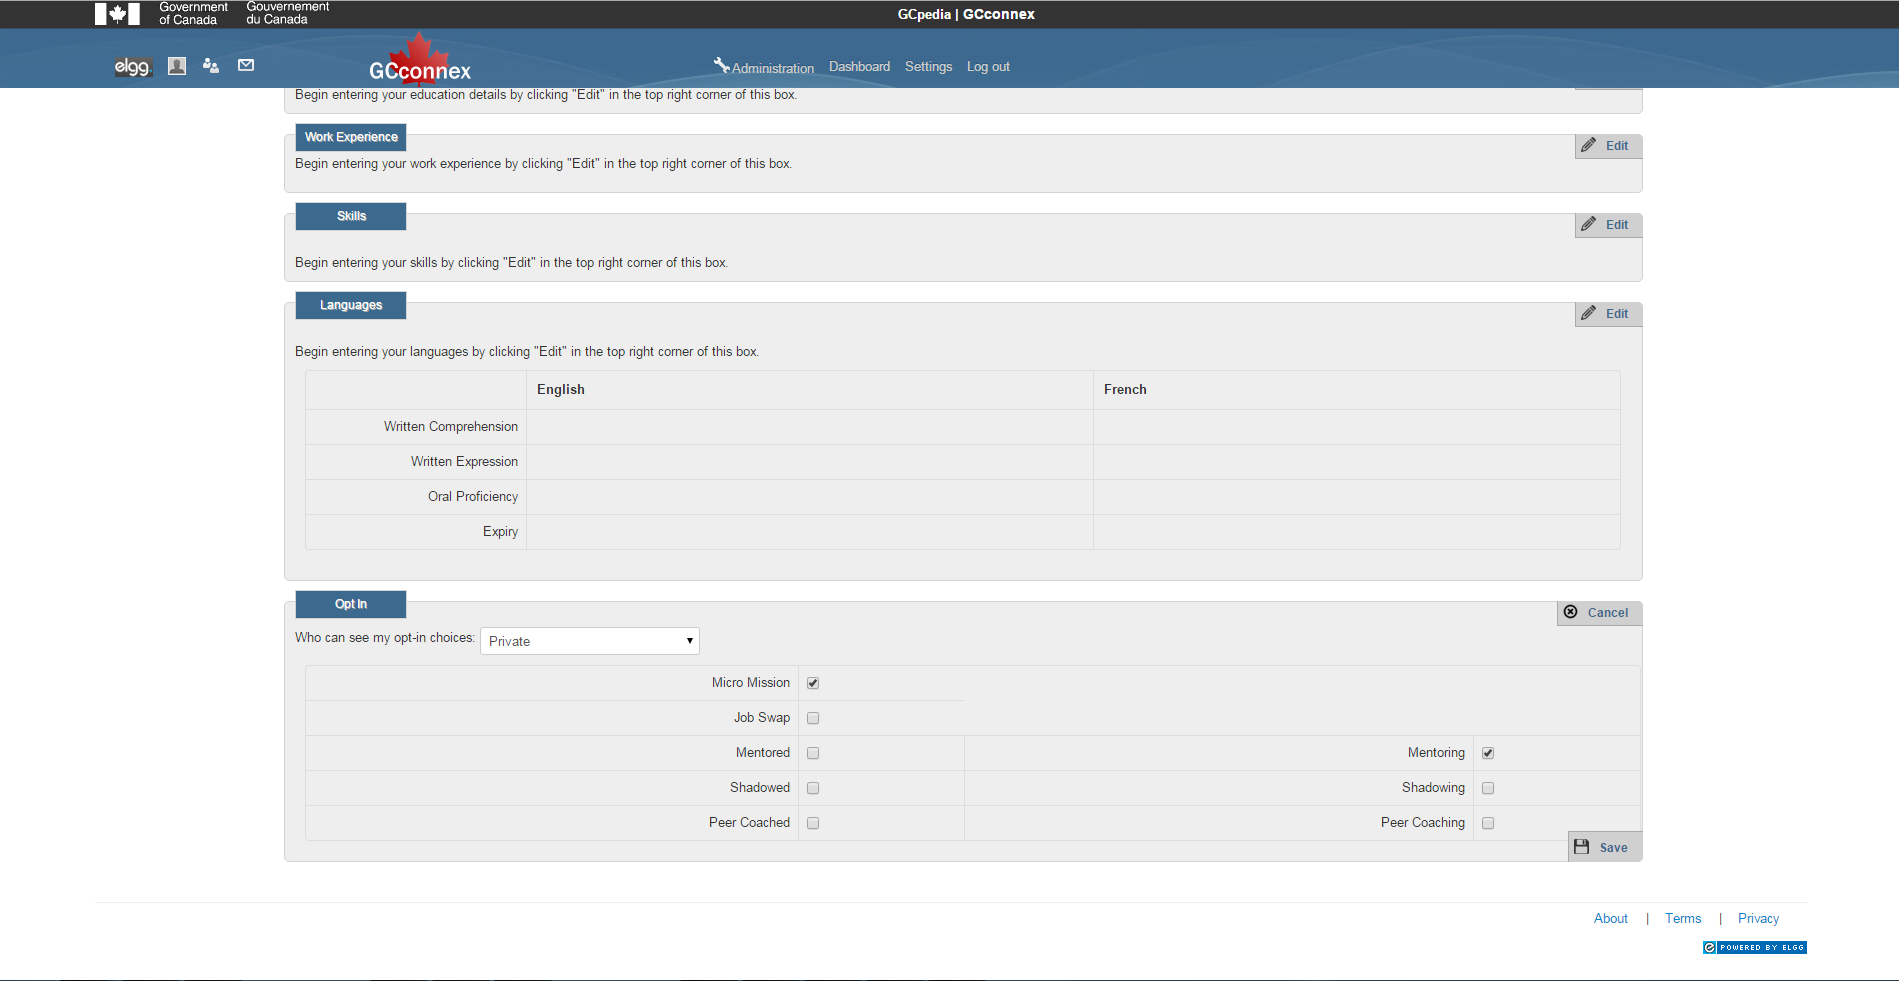 Government of Canada
Gouvernement du Canada
GCpedia | GCconnex
elgg.
GCconnex
Administration
Dashboard
Settings
Log out
Begin entering your education details by clicking "Edit" in the top right corner of this box.
Work Experience
Edit
Begin entering your work experience by clicking "Edit" in the top right corner of this box.
Skills
Edit
Begin entering your skills by clicking "Edit" in the top right corner of this box.
Languages
Edit
Begin entering your languages by clicking "Edit" in the top right corner of this box.
English French
Written Comprehension
Written Expression
Oral Proficiency
Expiry
Opt In
Cancel
Who can see my opt-in choices: Private
Micro Mission
Job Swap
Mentored Mentoring
Shadowed Shadowing
Peer Coached Peer Coaching
Save
About | Terms | Privacy
POWERED BY ELGG